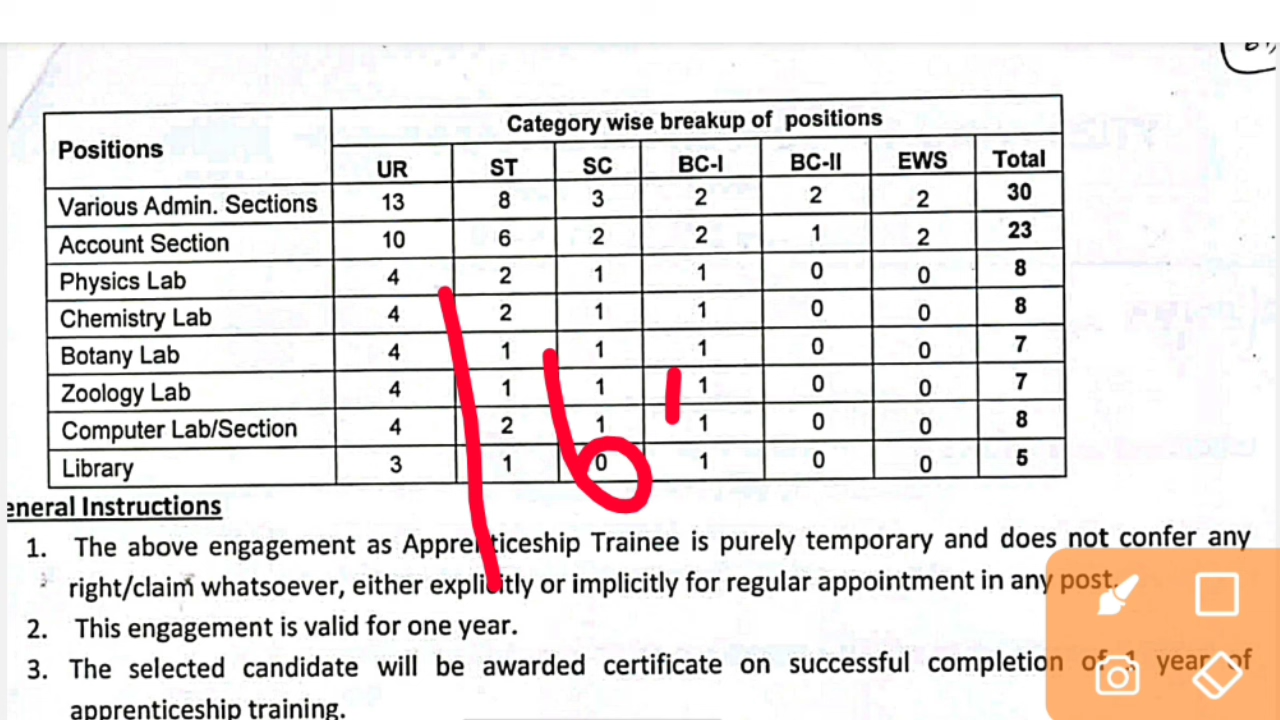 Positions Category wise breakup of positions
UR ST SC BC-I BC-II EWS Total
Various Admin. Sections 13 8 3 2 2 2 30
Account Section 10 6 2 2 1 2 23
Physics Lab 4 2 1 1 0 0 8
Chemistry Lab 4 2 1 1 0 0 8
Botany Lab 4 1 1 1 0 0 7
Zoology Lab 4 1 1 1 0 0 7
Computer Lab/Section 4 2 1 1 0 0 8
Library 3 1 0 1 0 0 5
eneral Instructions
1. The above engagement as Apprenticeship Trainee is purely temporary and does not confer any
right/claim whatsoever, either explicitly or implicitly for regular appointment in any post.
2. This engagement is valid for one year.
3. The selected candidate will be awarded certificate on successful completion of 1 year of
apprenticeship training.
16'